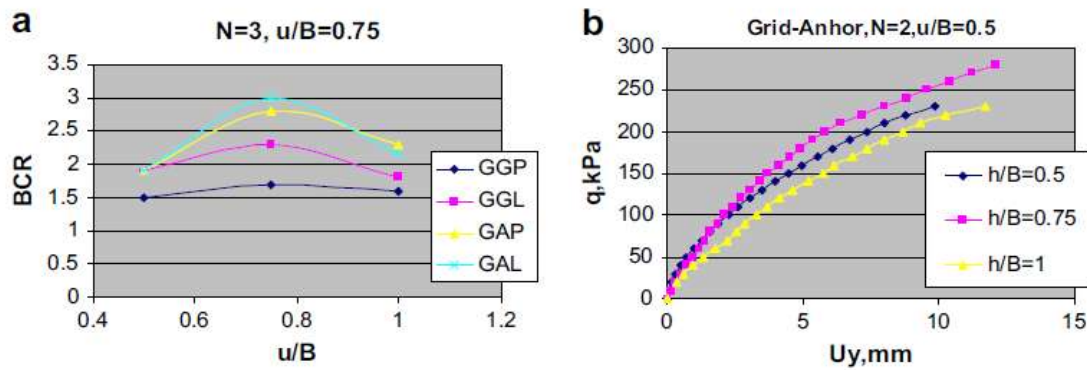 a
N=3, u/B=0.75
BCR
3.5
3
2.5
2
1.5
1
0.5
0
0.4
0.6
0.8
1
u/B
GGP
GGL
GAP
GAL
b
Grid-Anhor,N=2,u/B=0.5
q,kPa
300
250
200
150
100
50
0
0
5
10
15
Uy,mm
h/B=0.5
h/B=0.75
h/B=1